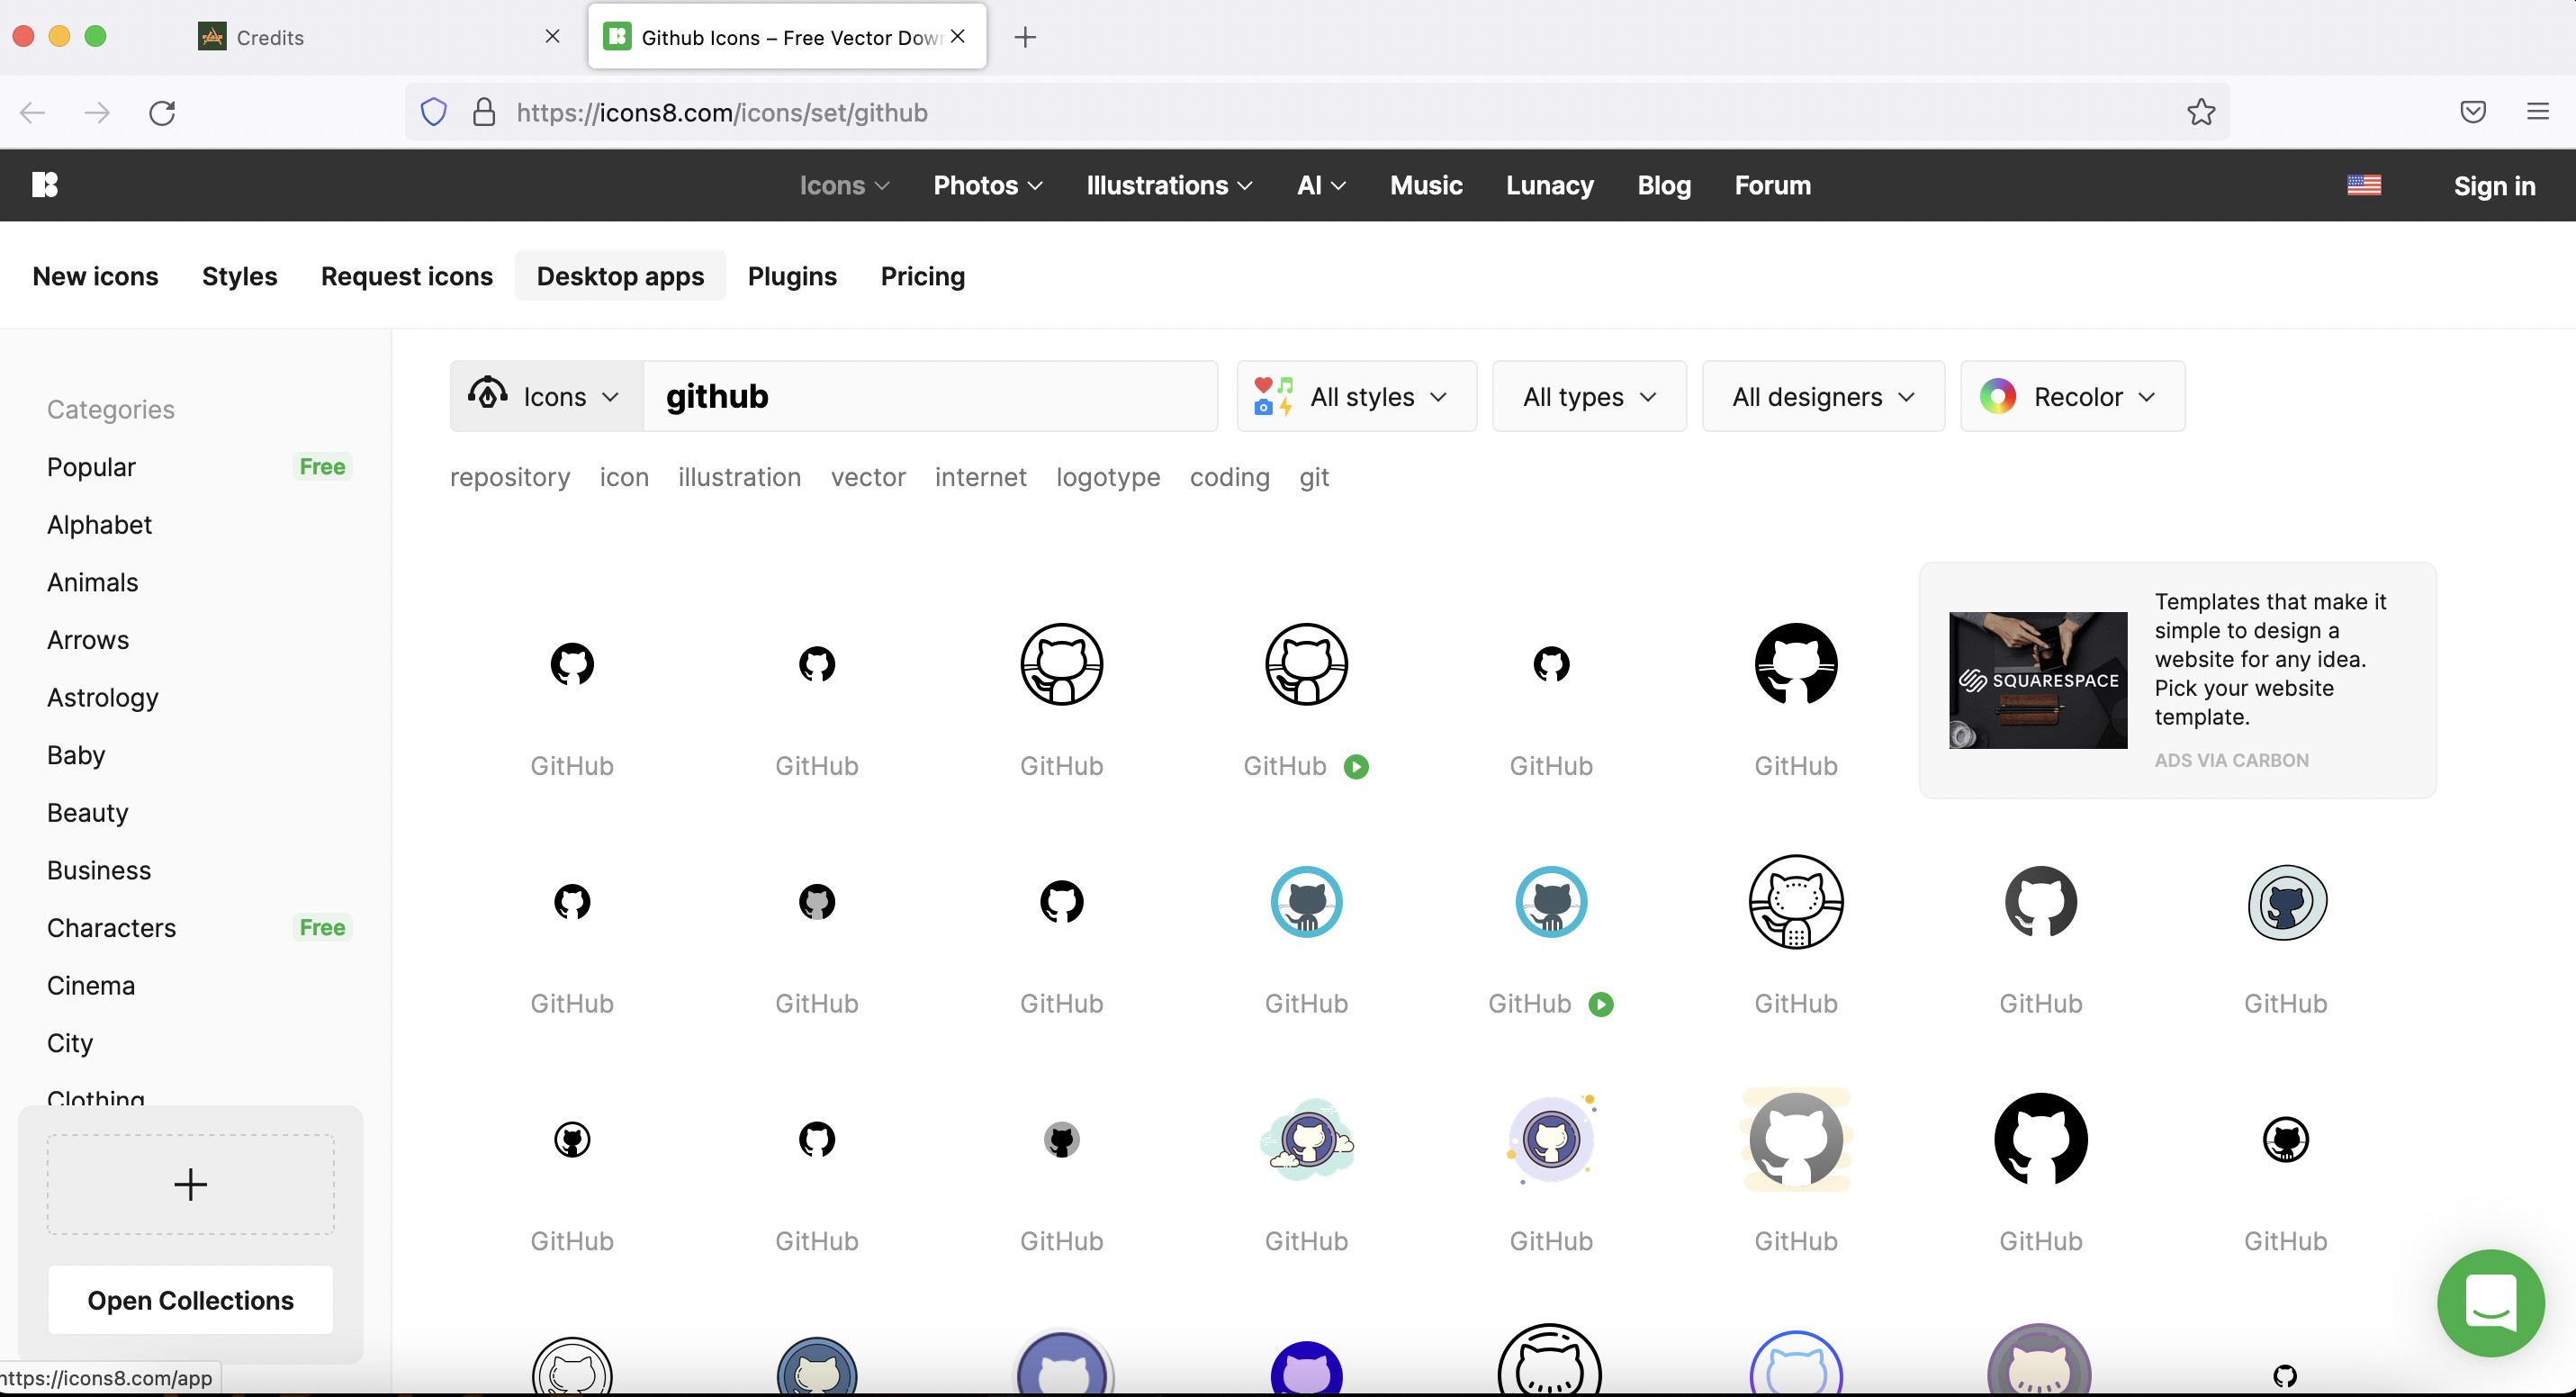 Credits
Github Icons – Free Vector Dow
https://icons8.com/icons/set/github
Icons Photos Illustrations AI Music Lunacy Blog Forum Sign in
New icons Styles Request icons Desktop apps Plugins Pricing
Icons github All styles All types All designers Recolor
repository icon illustration vector internet logotype coding git
Categories
Popular Free
Alphabet
Animals
Arrows
Astrology
Baby
Beauty
Business
Characters Free
Cinema
City
Clothing
Open Collections
https://icons8.com/app
GitHub GitHub GitHub GitHub GitHub GitHub
SQUARESPACE
Templates that make it
simple to design a
website for any idea.
Pick your website
template.
ADS VIA CARBON
GitHub GitHub GitHub GitHub GitHub GitHub GitHub GitHub
GitHub GitHub GitHub GitHub GitHub GitHub GitHub GitHub